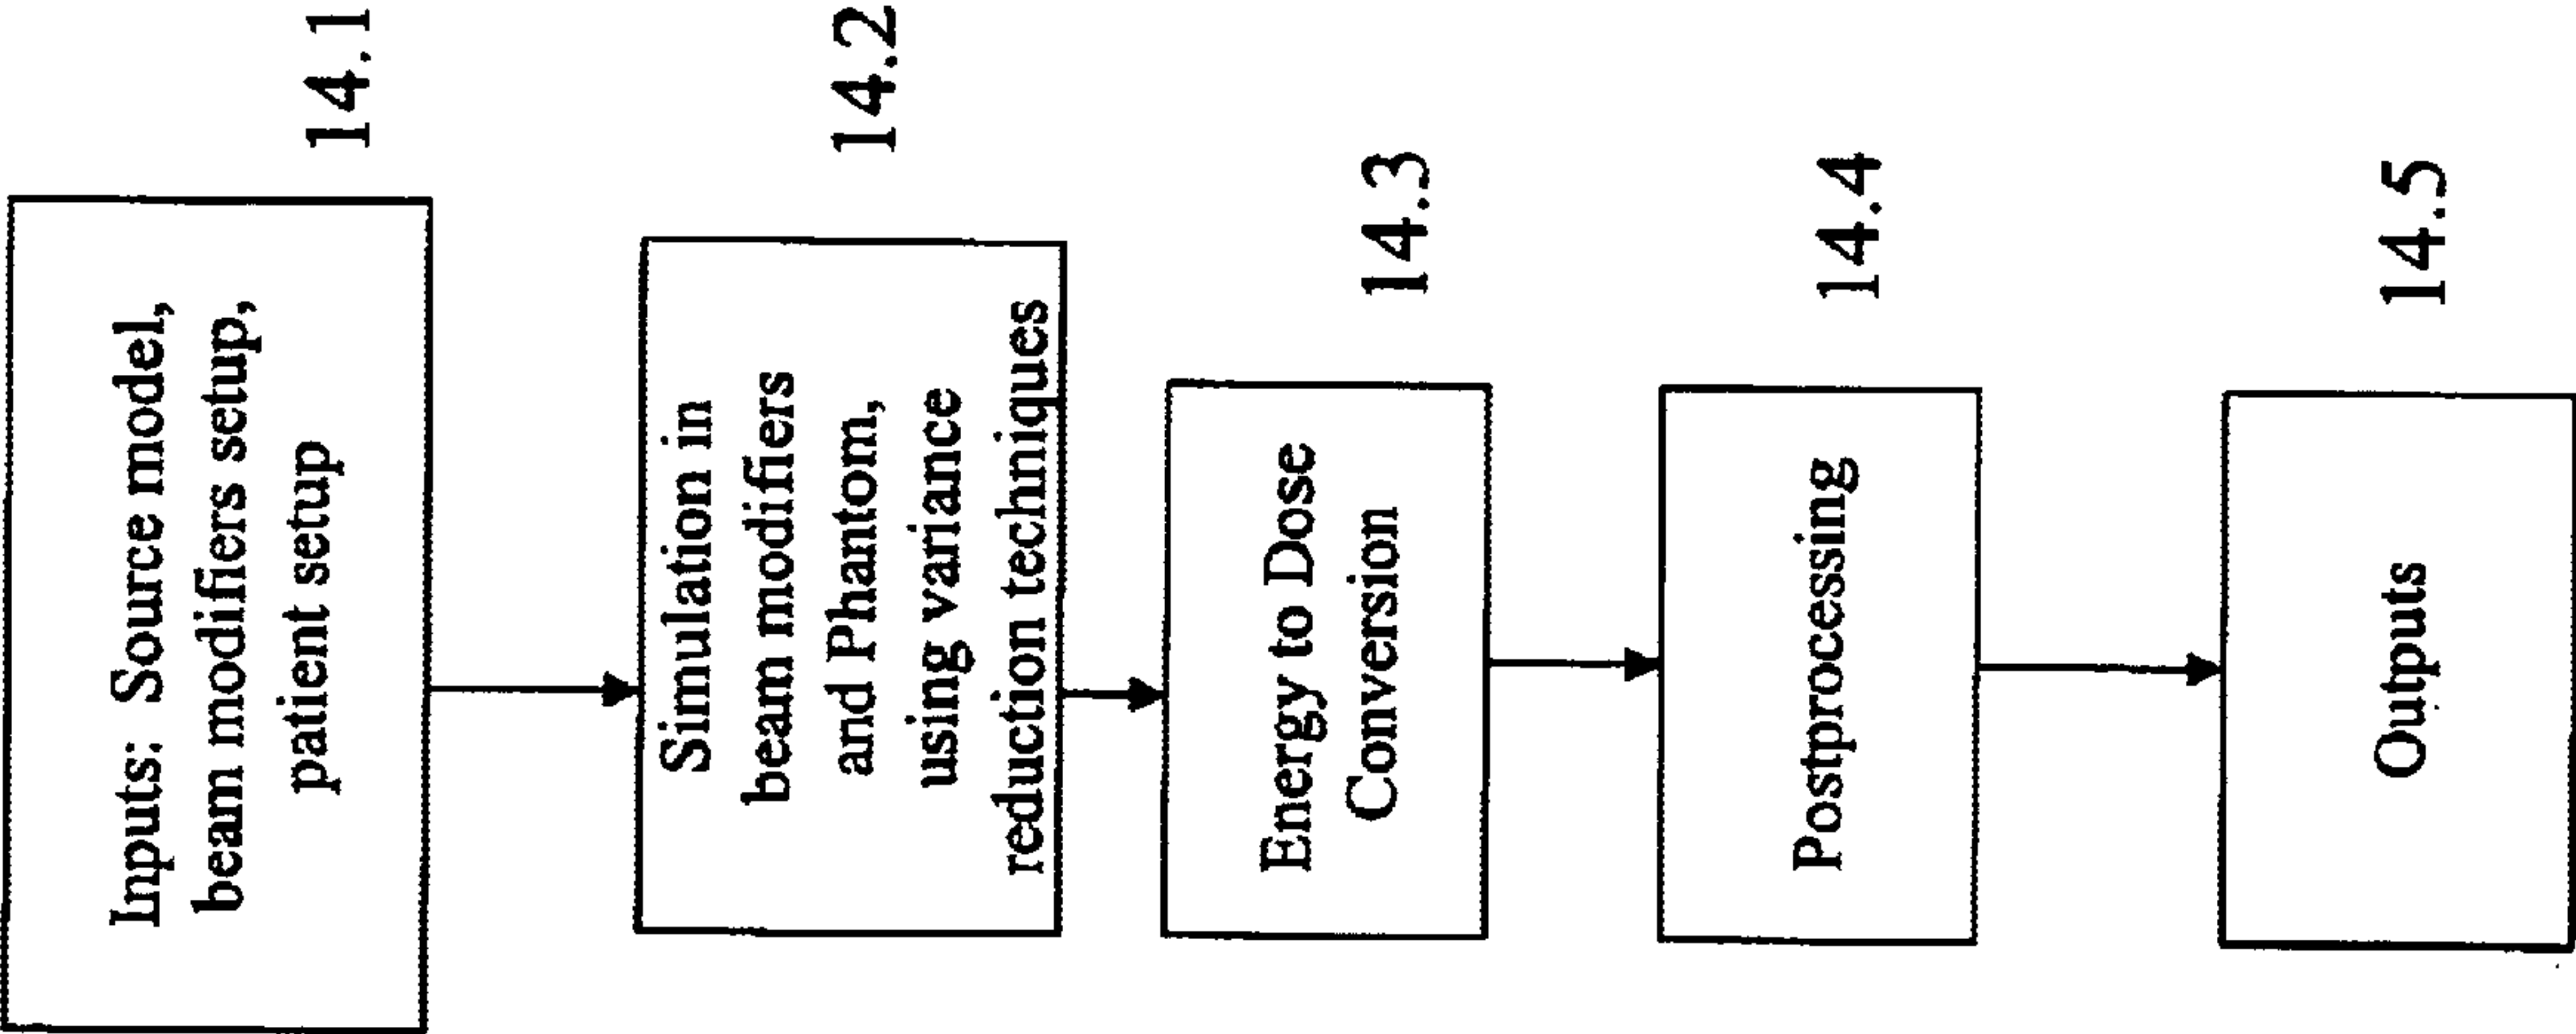 Inputs: Source model,
beam modifiers setup,
patient setup
14.1
Simulation in
beam modifiers
and Phantom,
using variance
reduction techniques
14.2
Energy to Dose
Conversion
14.3
Postprocessing
14.4
Outputs
14.5